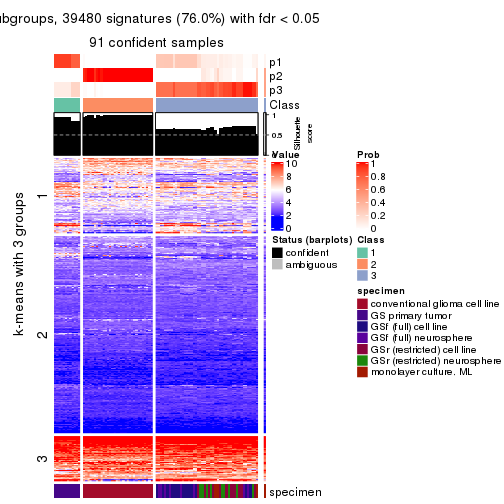 ubgroups, 39480 signatures (76.0%) with fdr < 0.05
91 confident samples
p1
p2
p3
Class
1
0.5
0
Silhouette
score
k-means with 3 groups
1
2
3
Value
10
8
6
4
2
0
Prob
1
0.8
0.6
0.4
0.2
0
Status (barplots)
confident
ambiguous
Class
1
2
3
specimen
conventional glioma cell line
GS primary tumor
GSf (full) cell line
GSf (full) neurosphere
GSr (restricted) cell line
GSr (restricted) neurosphere
monolayer culture, ML
specimen